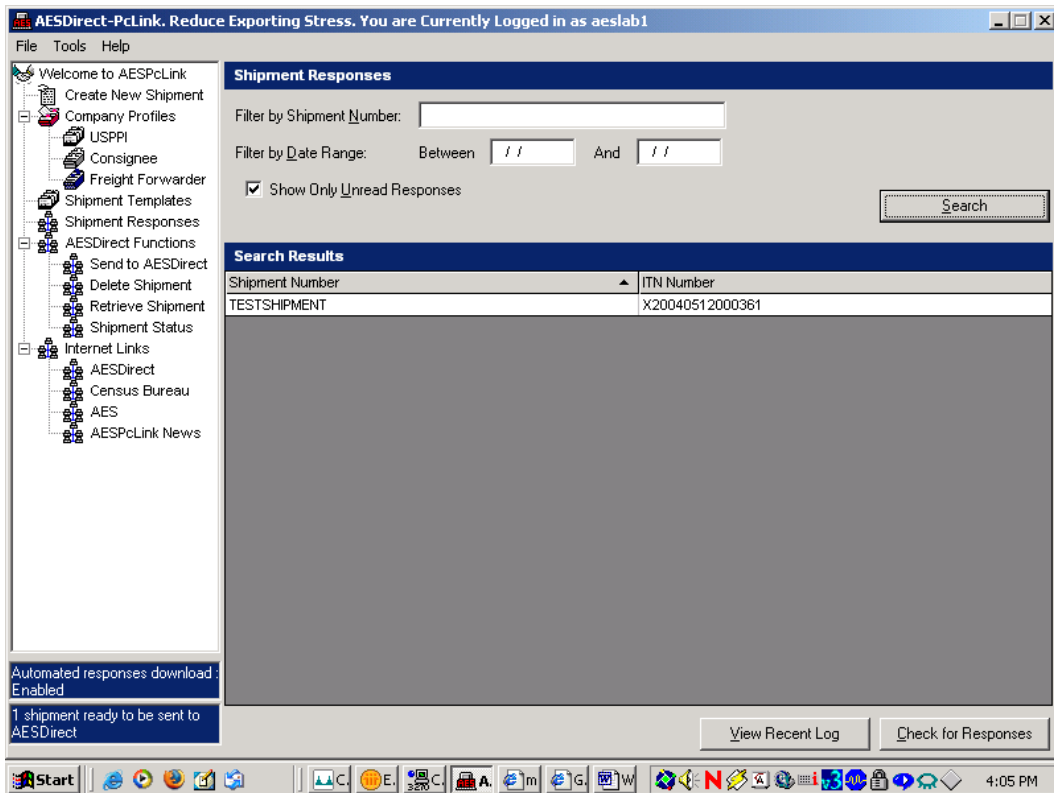 AESDirect-PcLink. Reduce Exporting Stress. You are Currently Logged in as aeslab1
File Tools Help
Welcome to AESPcLink
Create New Shipment
Company Profiles
USPPI
Consignee
Freight Forwarder
Shipment Templates
Shipment Responses
AESDirect Functions
Send to AESDirect
Delete Shipment
Retrieve Shipment
Shipment Status
Internet Links
AESDirect
Census Bureau
AES
AESPcLink News
Automated responses download :
Enabled
1 shipment ready to be sent to
AESDirect
Shipment Responses
Filter by Shipment Number:
Filter by Date Range: Between / / And / /
Show Only Unread Responses
Search
Search Results
Shipment Number ITN Number
TESTSHIPMENT X20040512000361
View Recent Log Check for Responses
Start C. E. C. A. m G. W 4:05 PM